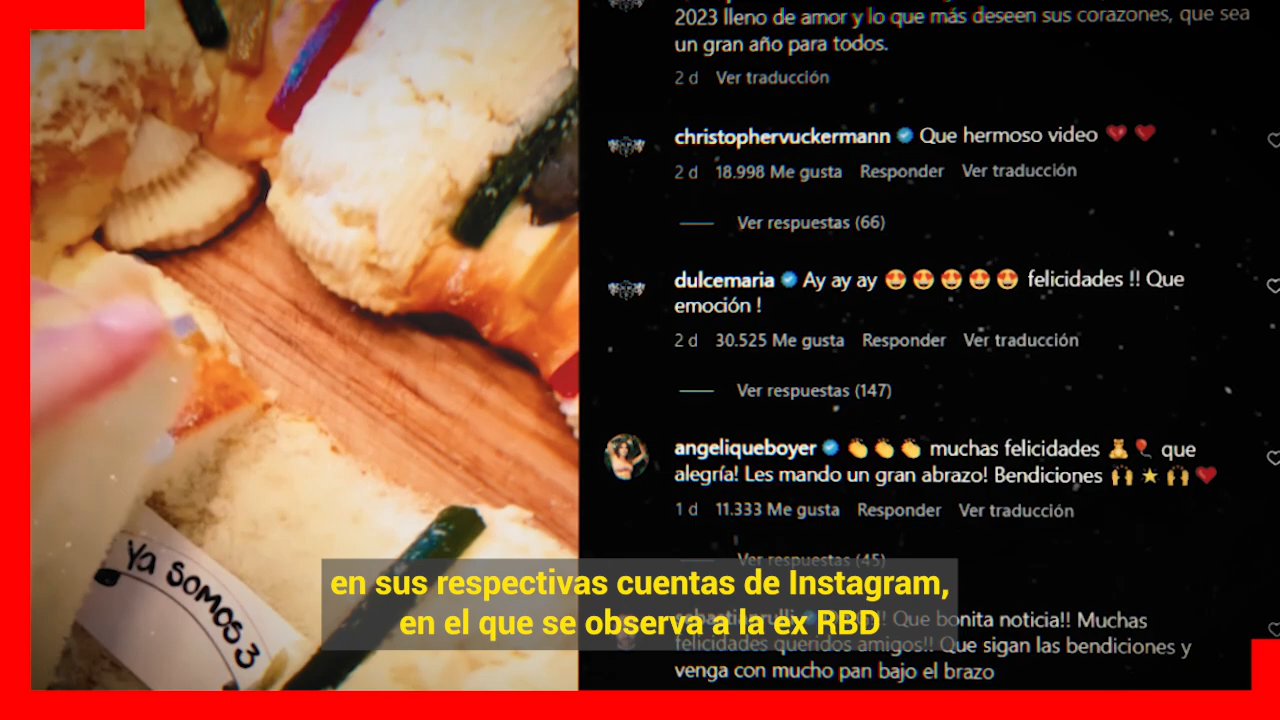 2023 lleno de amor y lo que más deseen sus corazones, que sea
un gran año para todos.
2 d Ver traducción
christophervuckermann Que hermoso video
2 d 18.998 Me gusta Responder Ver traducción
Ver respuestas (66)
dulcemaria Ay ay ay felicidades !! Que
emoción !
2 d 30.525 Me gusta Responder Ver traducción
Ver respuestas (147)
angeliqueboyer muchas felicidades que
alegría! Les mando un gran abrazo! Bendiciones
1 d 11.333 Me gusta Responder Ver traducción
Ver respuestas (45)
Que bonita noticia!! Muchas
felicidades queridos amigos!! Que sigan las bendiciones y
venga con mucho pan bajo el brazo
Ya somos 3
en sus respectivas cuentas de Instagram,
en el que se observa a la ex RBD